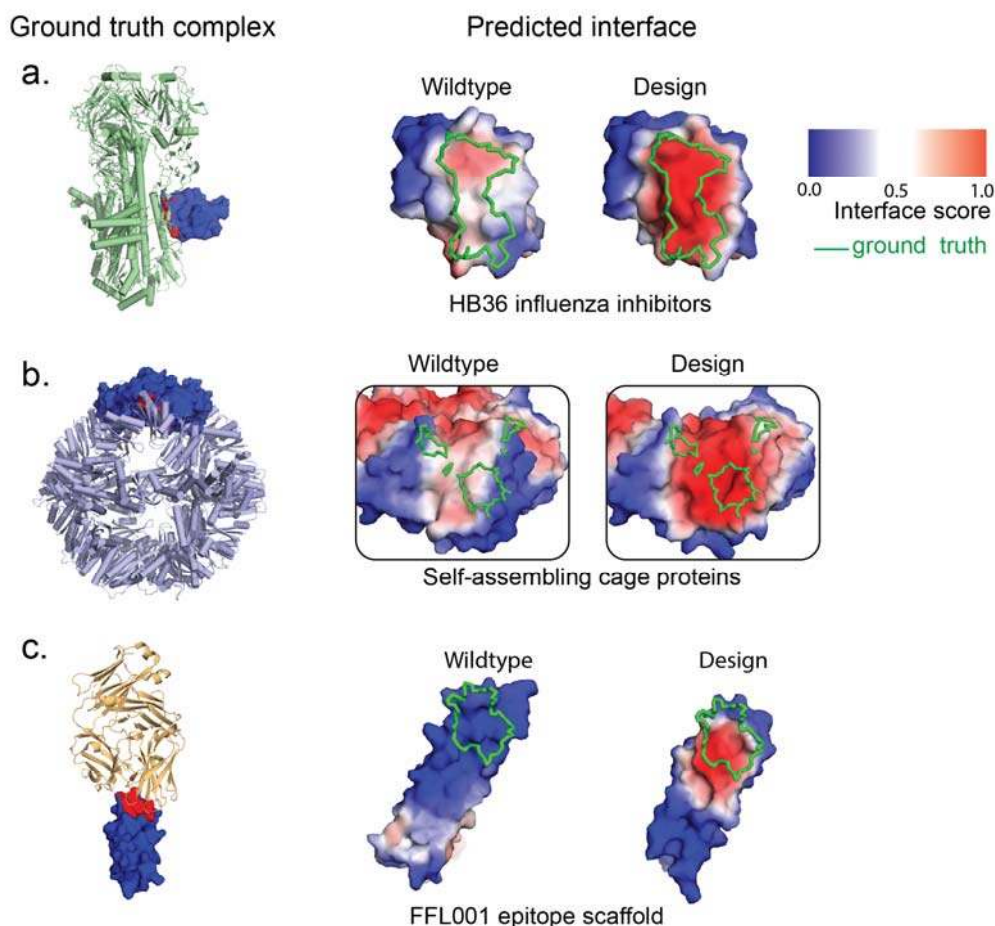 Ground truth complex
Predicted interface
a.
Wildtype
Design
0.0
0.5
1.0
Interface score
ground truth
HB36 influenza inhibitors
b.
Wildtype
Design
Self-assembling cage proteins
c.
Wildtype
Design
FFL001 epitope scaffold